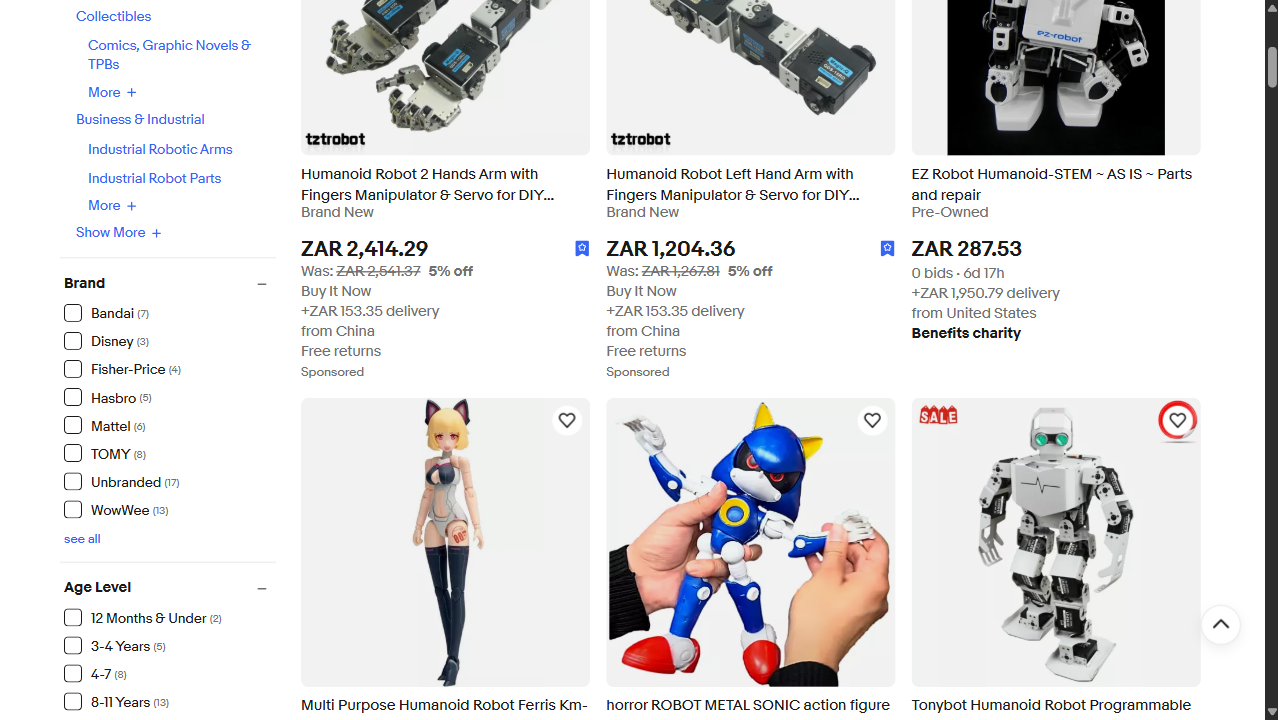 Collectibles
Comics, Graphic Novels &
TPBs
More +
Business & Industrial
Industrial Robotic Arms
Industrial Robot Parts
More +
Show More +
Brand
Bandai (7)
Disney (3)
Fisher-Price (4)
Hasbro (5)
Mattel (6)
TOMY (8)
Unbranded (17)
WowWee (13)
see all
Age Level
12 Months & Under (2)
3-4 Years (5)
4-7 (8)
8-11 Years (13)
tztrobot
Humanoid Robot 2 Hands Arm with
Fingers Manipulator & Servo for DIY...
Brand New
ZAR 2,414.29
Was: ZAR 2,541.37 5% off
Buy It Now
+ZAR 153.35 delivery
from China
Free returns
Sponsored
tztrobot
Humanoid Robot Left Hand Arm with
Fingers Manipulator & Servo for DIY...
Brand New
ZAR 1,204.36
Was: ZAR 1,267.81 5% off
Buy It Now
+ZAR 153.35 delivery
from China
Free returns
Sponsored
ez-robot
EZ Robot Humanoid-STEM ~ AS IS ~ Parts
and repair
Pre-Owned
ZAR 287.53
0 bids · 6d 17h
+ZAR 1,950.79 delivery
from United States
Benefits charity
Multi Purpose Humanoid Robot Ferris Km-
horror ROBOT METAL SONIC action figure
SALE
Tonybot Humanoid Robot Programmable